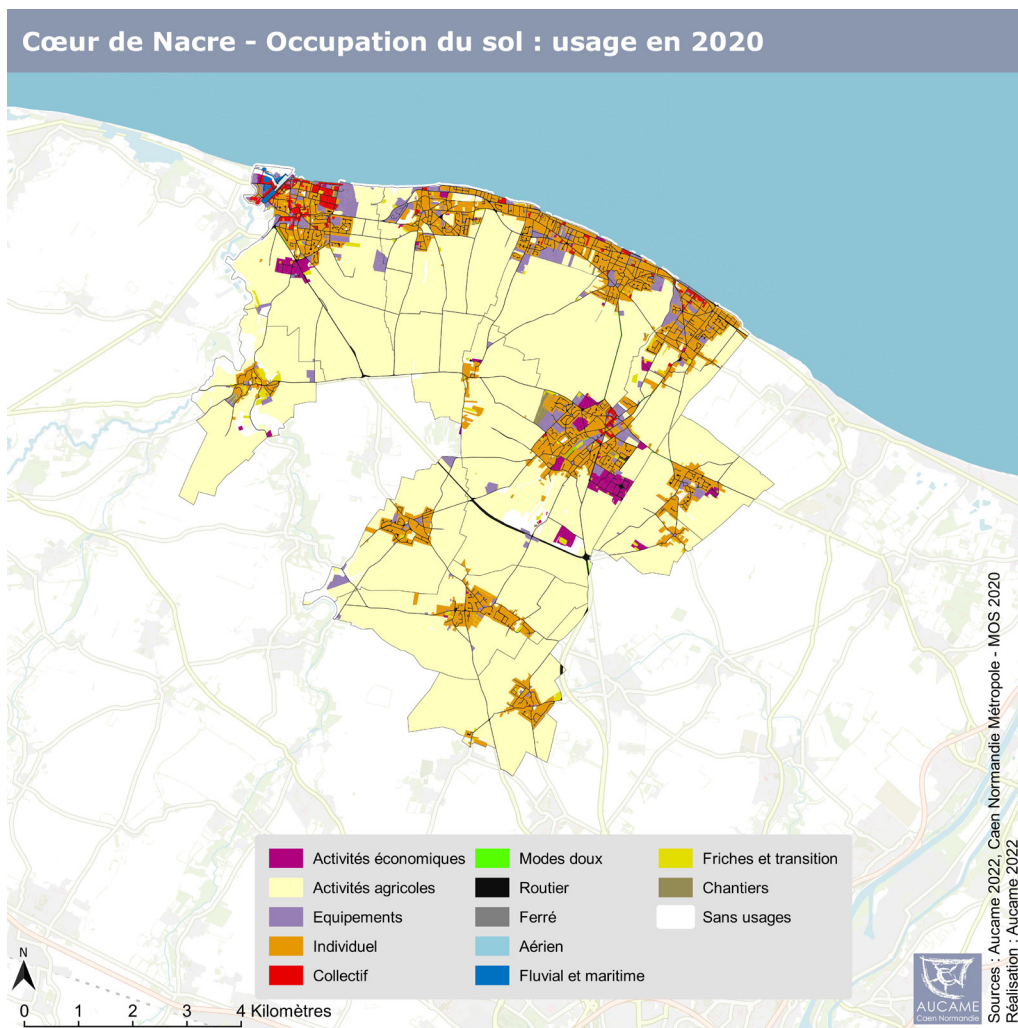 Cœur de Nacre - Occupation du sol : usage en 2020
Activités économiques
Activités agricoles
Equipements
Individuel
Collectif
Modes doux
Routier
Ferré
Aérien
Fluvial et maritime
Friches et transition
Chantiers
Sans usages
N
0 1 2 3 4 Kilomètres
AUCAME
Caen Normandie
Sources : Aucame 2022, Caen Normandie Métropole - MOS 2020
Réalisation : Aucame 2022